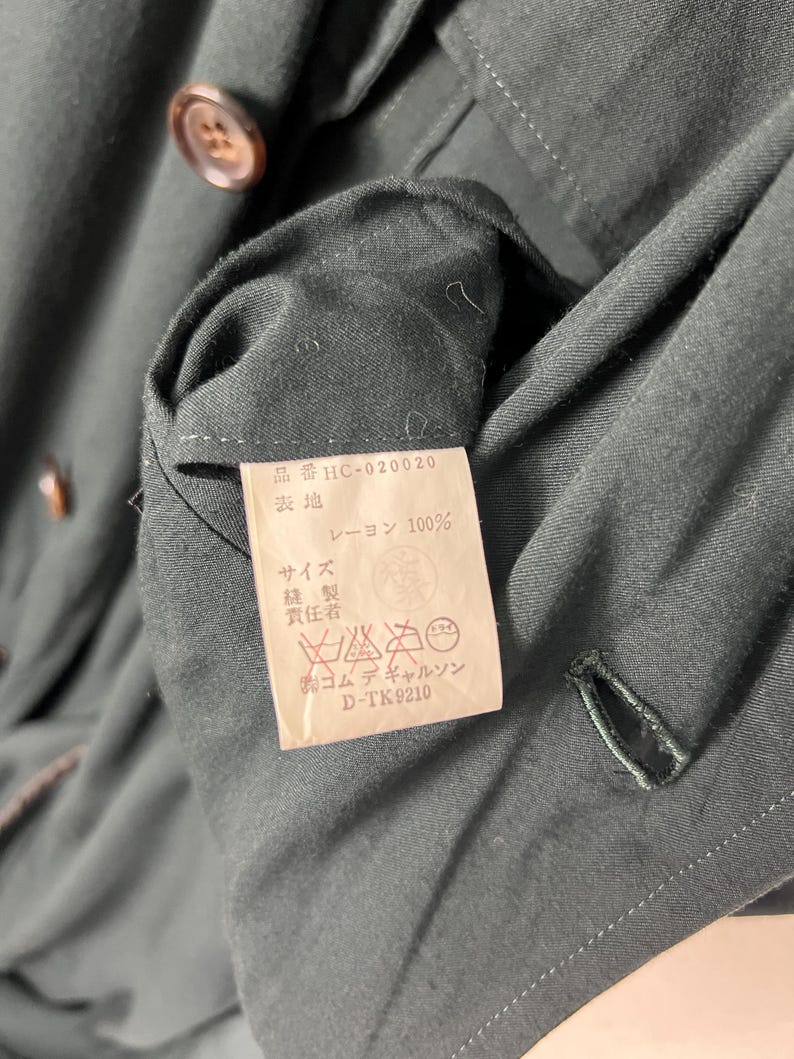 品番 HC-020020
表地
レーヨン 100%
サイズ
縫製
責任者
ドライ
㈱コム デ ギャルソン
D-TK9210